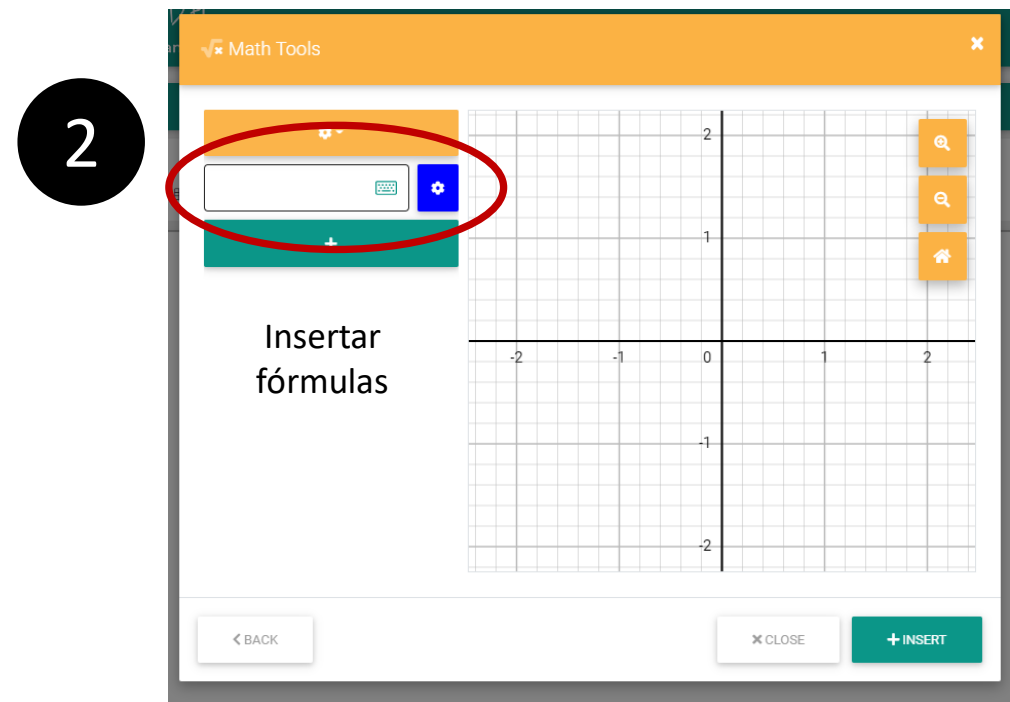 Math Tools
2
Insertar
fórmulas
2
1
-2 -1 0 1 2
-1
-2
BACK
CLOSE
INSERT